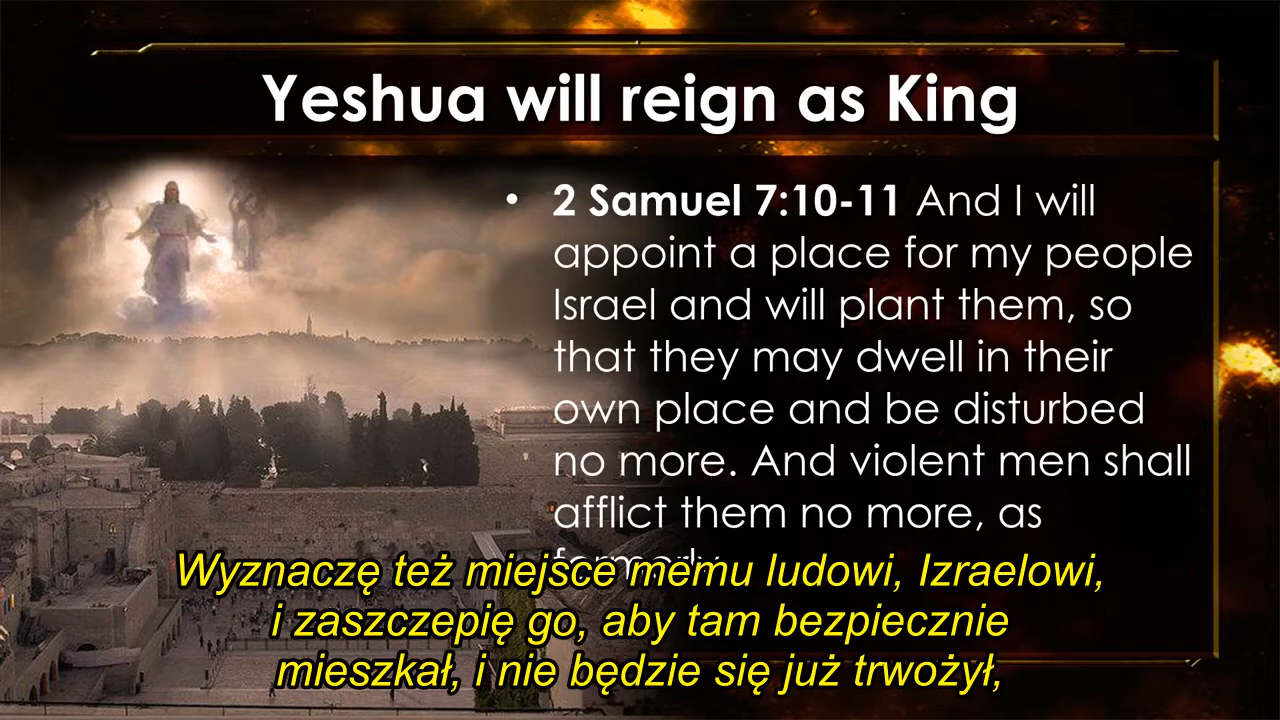 Yeshua will reign as King
• 2 Samuel 7:10-11 And I will
appoint a place for my people
Israel and will plant them, so
that they may dwell in their
own place and be disturbed
no more. And violent men shall
afflict them no more, as
formerly
Wyznaczę też miejsce memu ludowi, Izraelowi,
i zaszczepię go, aby tam bezpiecznie
mieszkał, i nie będzie się już trwożył,